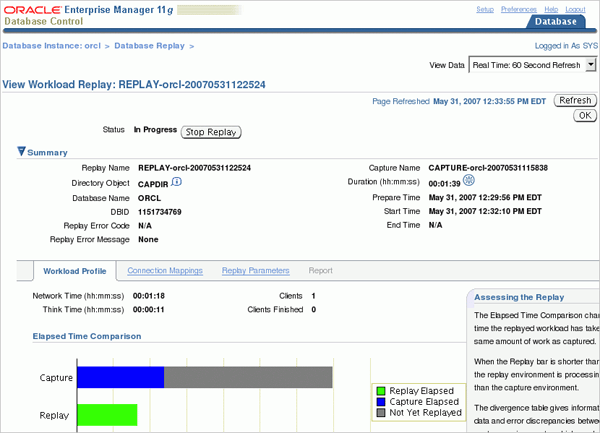 ORACLE Enterprise Manager 11g
Database Control
Setup Preferences Help Logout
Database
Database Instance: orcl > Database Replay >
Logged in As SYS
View Data Real Time: 60 Second Refresh
View Workload Replay: REPLAY-orcl-20070531122524
Page Refreshed May 31, 2007 12:33:55 PM EDT Refresh
OK
Status In Progress Stop Replay
Summary
Replay Name REPLAY-orcl-20070531122524
Directory Object CAPDIR
Database Name ORCL
DBID 1151734769
Replay Error Code N/A
Replay Error Message None
Capture Name CAPTURE-orcl-20070531115838
Duration (hh:mm:ss) 00:01:39
Prepare Time May 31, 2007 12:29:56 PM EDT
Start Time May 31, 2007 12:32:10 PM EDT
End Time N/A
Workload Profile Connection Mappings Replay Parameters Report
Network Time (hh:mm:ss) 00:01:18
Think Time (hh:mm:ss) 00:00:11
Clients 1
Clients Finished 0
Elapsed Time Comparison
Capture
Replay
Replay Elapsed
Capture Elapsed
Not Yet Replayed
Assessing the Replay
The Elapsed Time Comparison cha
time the replayed workload has take
same amount of work as captured.
When the Replay bar is shorter than
the replay environment is processin
than the capture environment.
The divergence table gives informat
data and error discrepancies betwee